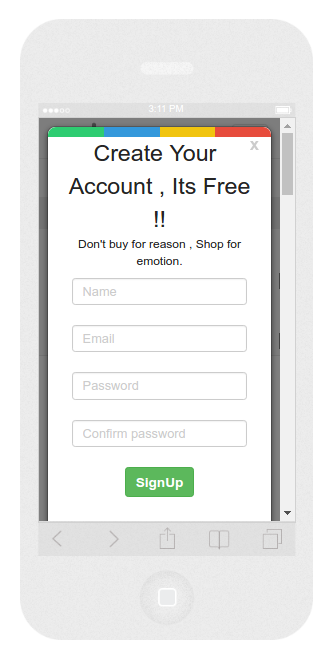 3:11 PM
x
Create Your
Account , Its Free
!!
Don't buy for reason , Shop for
emotion.
Name
Email
Password
Confirm password
SignUp